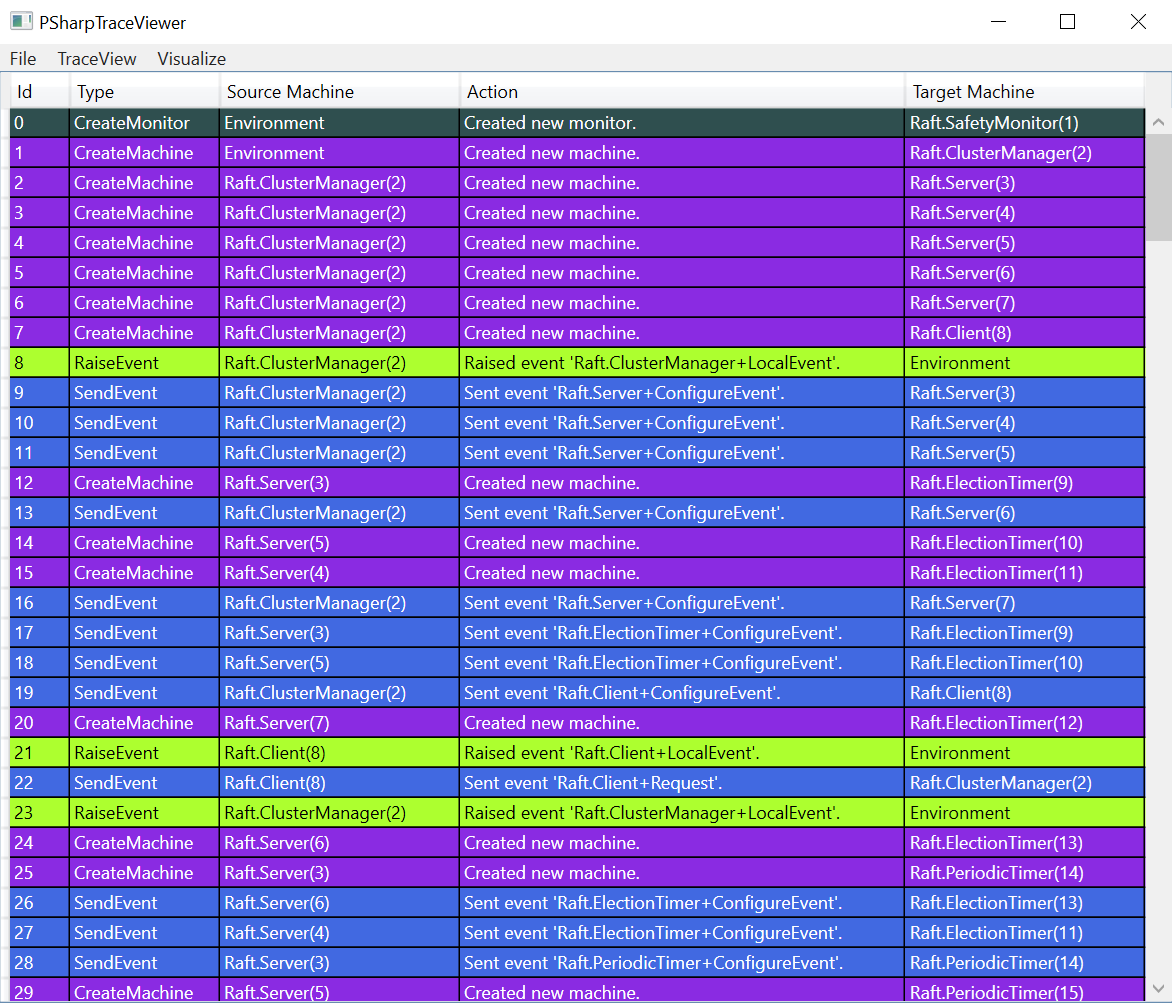 PSharpTraceViewer
File TraceView Visualize
Id Type Source Machine Action Target Machine
0 CreateMonitor Environment Created new monitor. Raft.SafetyMonitor(1)
1 CreateMachine Environment Created new machine. Raft.ClusterManager(2)
2 CreateMachine Raft.ClusterManager(2) Created new machine. Raft.Server(3)
3 CreateMachine Raft.ClusterManager(2) Created new machine. Raft.Server(4)
4 CreateMachine Raft.ClusterManager(2) Created new machine. Raft.Server(5)
5 CreateMachine Raft.ClusterManager(2) Created new machine. Raft.Server(6)
6 CreateMachine Raft.ClusterManager(2) Created new machine. Raft.Server(7)
7 CreateMachine Raft.ClusterManager(2) Created new machine. Raft.Client(8)
8 RaiseEvent Raft.ClusterManager(2) Raised event 'Raft.ClusterManager+LocalEvent'. Environment
9 SendEvent Raft.ClusterManager(2) Sent event 'Raft.Server+ConfigureEvent'. Raft.Server(3)
10 SendEvent Raft.ClusterManager(2) Sent event 'Raft.Server+ConfigureEvent'. Raft.Server(4)
11 SendEvent Raft.ClusterManager(2) Sent event 'Raft.Server+ConfigureEvent'. Raft.Server(5)
12 CreateMachine Raft.Server(3) Created new machine. Raft.ElectionTimer(9)
13 SendEvent Raft.ClusterManager(2) Sent event 'Raft.Server+ConfigureEvent'. Raft.Server(6)
14 CreateMachine Raft.Server(5) Created new machine. Raft.ElectionTimer(10)
15 CreateMachine Raft.Server(4) Created new machine. Raft.ElectionTimer(11)
16 SendEvent Raft.ClusterManager(2) Sent event 'Raft.Server+ConfigureEvent'. Raft.Server(7)
17 SendEvent Raft.Server(3) Sent event 'Raft.ElectionTimer+ConfigureEvent'. Raft.ElectionTimer(9)
18 SendEvent Raft.Server(5) Sent event 'Raft.ElectionTimer+ConfigureEvent'. Raft.ElectionTimer(10)
19 SendEvent Raft.ClusterManager(2) Sent event 'Raft.Client+ConfigureEvent'. Raft.Client(8)
20 CreateMachine Raft.Server(7) Created new machine. Raft.ElectionTimer(12)
21 RaiseEvent Raft.Client(8) Raised event 'Raft.Client+LocalEvent'. Environment
22 SendEvent Raft.Client(8) Sent event 'Raft.Client+Request'. Raft.ClusterManager(2)
23 RaiseEvent Raft.ClusterManager(2) Raised event 'Raft.ClusterManager+LocalEvent'. Environment
24 CreateMachine Raft.Server(6) Created new machine. Raft.ElectionTimer(13)
25 CreateMachine Raft.Server(3) Created new machine. Raft.PeriodicTimer(14)
26 SendEvent Raft.Server(6) Sent event 'Raft.ElectionTimer+ConfigureEvent'. Raft.ElectionTimer(13)
27 SendEvent Raft.Server(4) Sent event 'Raft.ElectionTimer+ConfigureEvent'. Raft.ElectionTimer(11)
28 SendEvent Raft.Server(3) Sent event 'Raft.PeriodicTimer+ConfigureEvent'. Raft.PeriodicTimer(14)
29 CreateMachine Raft.Server(5) Created new machine. Raft.PeriodicTimer(15)